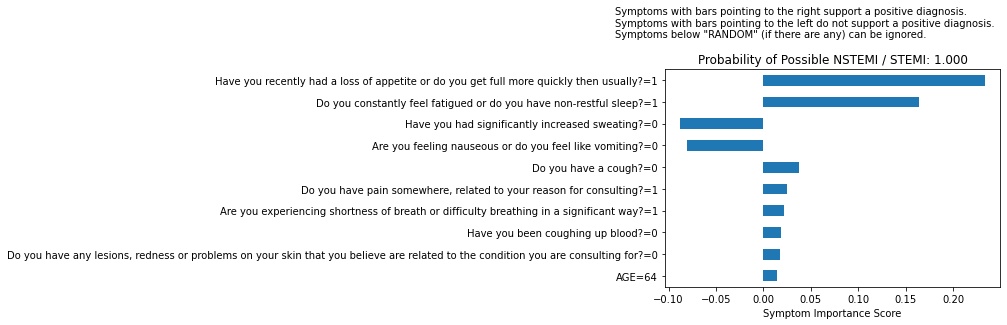 Symptoms with bars pointing to the right support a positive diagnosis.
Symptoms with bars pointing to the left do not support a positive diagnosis.
Symptoms below "RANDOM" (if there are any) can be ignored.
Probability of Possible NSTEMI / STEMI: 1.000
Have you recently had a loss of appetite or do you get full more quickly then usually?=1
Do you constantly feel fatigued or do you have non-restful sleep?=1
Have you had significantly increased sweating?=0
Are you feeling nauseous or do you feel like vomiting?=0
Do you have a cough?=0
Do you have pain somewhere, related to your reason for consulting?=1
Are you experiencing shortness of breath or difficulty breathing in a significant way?=1
Have you been coughing up blood?=0
Do you have any lesions, redness or problems on your skin that you believe are related to the condition you are consulting for?=0
AGE=64
−0.10 −0.05 0.00 0.05 0.10 0.15 0.20
Symptom Importance Score